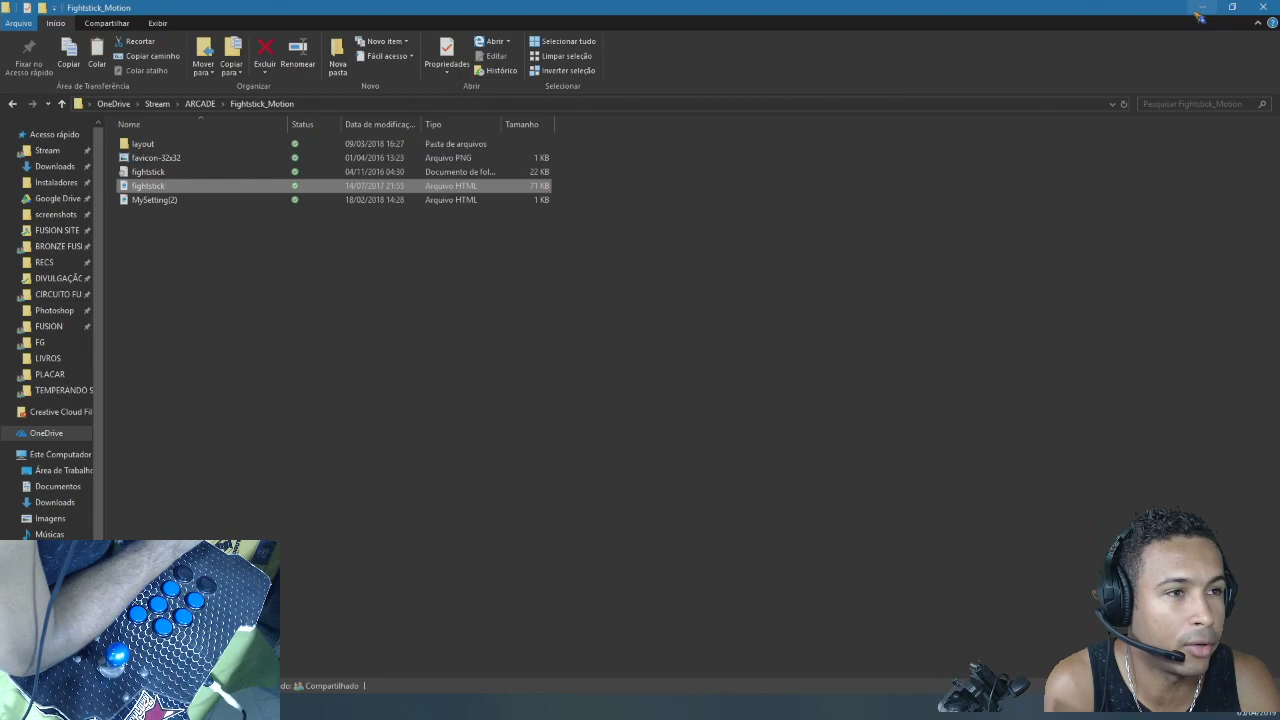 Fightstick_Motion
Arquivo Início Compartilhar Exibir
Fixar no Acesso rápido
Copiar
Colar
Recortar
Copiar caminho
Colar atalho
Mover para
Copiar para
Excluir
Renomear
Nova pasta
Novo item
Fácil acesso
Propriedades
Abrir
Editar
Histórico
Selecionar tudo
Limpar seleção
Inverter seleção
Área de Transferência Organizar Novo Abrir Selecionar
OneDrive Stream ARCADE Fightstick_Motion Pesquisar Fightstick_Motion
Nome Status Data de modificaç... Tipo Tamanho
layout 09/03/2018 16:27 Pasta de arquivos
favicon-32x32 01/04/2016 13:23 Arquivo PNG 1 KB
fightstick 04/11/2016 04:30 Documento de fol... 22 KB
fightstick 14/07/2017 21:55 Arquivo HTML 71 KB
MySetting(2) 18/02/2018 14:28 Arquivo HTML 1 KB
Acesso rápido
Stream
Downloads
Instaladores
Google Drive
screenshots
FUSION SITE
BRONZE FUSI
RECS
DIVULGAÇÃO
CIRCUITO FU
Photoshop
FUSION
FG
LIVROS
PLACAR
TEMPERANDO S
Creative Cloud Fil
OneDrive
Este Computador
Área de Trabalho
Documentos
Downloads
Imagens
Músicas
do: Compartilhado